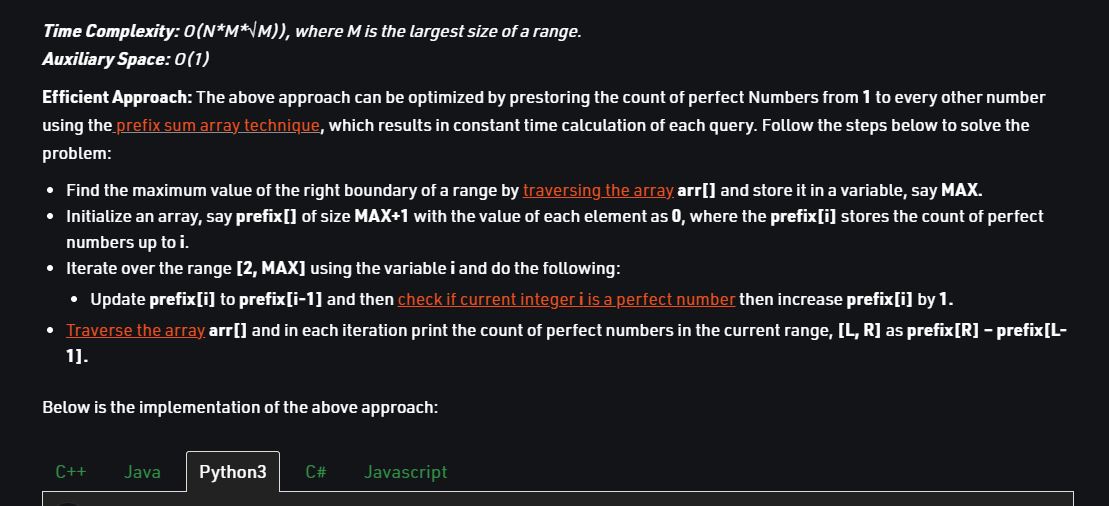 Time Complexity: O(N*M*√M)), where M is the largest size of a range.
Auxiliary Space: O(1)
Efficient Approach: The above approach can be optimized by prestoring the count of perfect Numbers from 1 to every other number
using the prefix sum array technique, which results in constant time calculation of each query. Follow the steps below to solve the
problem:
• Find the maximum value of the right boundary of a range by traversing the array arr[] and store it in a variable, say MAX.
• Initialize an array, say prefix[] of size MAX+1 with the value of each element as 0, where the prefix[i] stores the count of perfect
numbers up to i.
• Iterate over the range [2, MAX] using the variable i and do the following:
• Update prefix[i] to prefix[i-1] and then check if current integer i is a perfect number then increase prefix[i] by 1.
• Traverse the array arr[] and in each iteration print the count of perfect numbers in the current range, [L, R] as prefix[R] – prefix[L-
1].
Below is the implementation of the above approach:
C++ Java Python3 C# Javascript